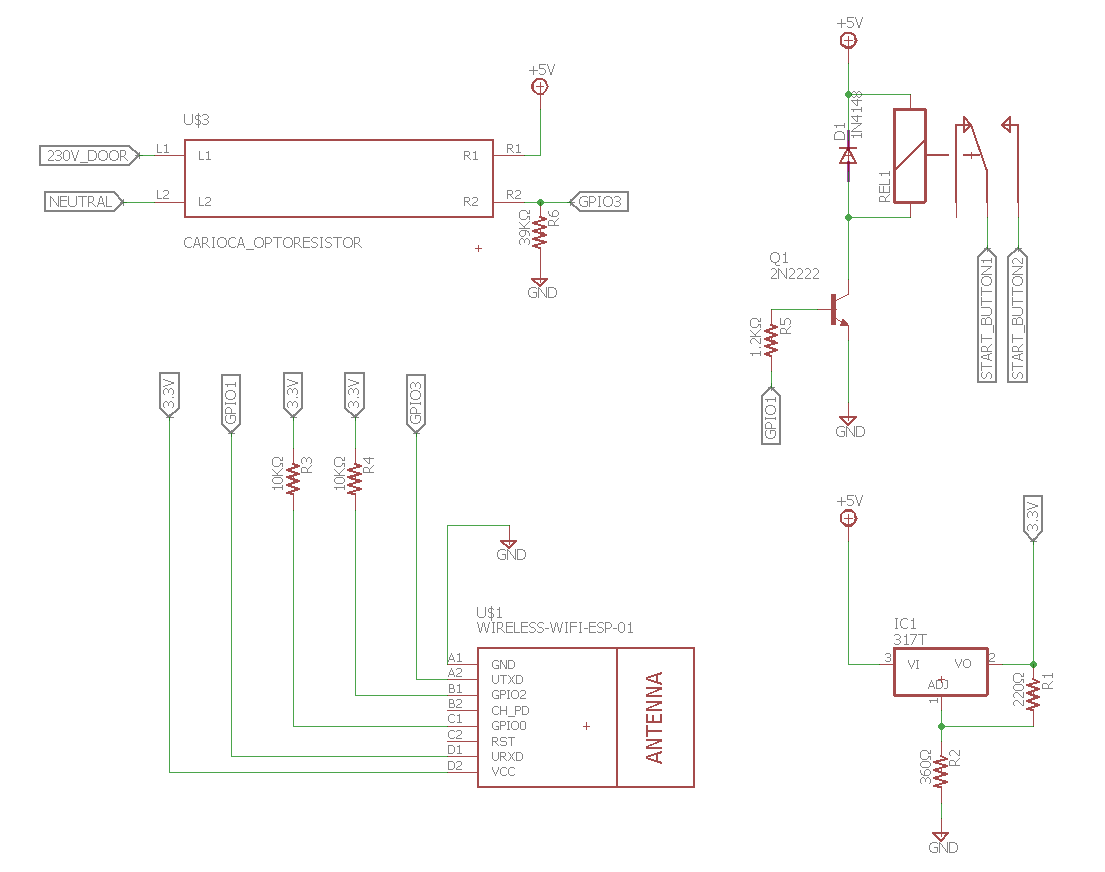 +5V
U$3
230V_DOOR
L1
L1
R1
R1
NEUTRAL
L2
L2
R2
R2
GPIO3
39KΩ
R6
CARIOCA_OPTORESISTOR
GND
+5V
D1
1N4148
REL1
Q1
2N2222
1.2KΩ
R5
GPIO1
GND
START_BUTTON1
START_BUTTON2
3.3V
GPIO1
3.3V
3.3V
GPIO3
10KΩ
R3
10KΩ
R4
GND
U$1
WIRELESS-WIFI-ESP-01
A1
GND
A2
UTXD
B1
GPIO2
B2
CH_PD
C1
GPIO0
C2
RST
D1
URXD
D2
VCC
ANTENNA
+5V
3.3V
IC1
317T
3
VI
VO
2
ADJ
1
220Ω
R1
360Ω
R2
GND